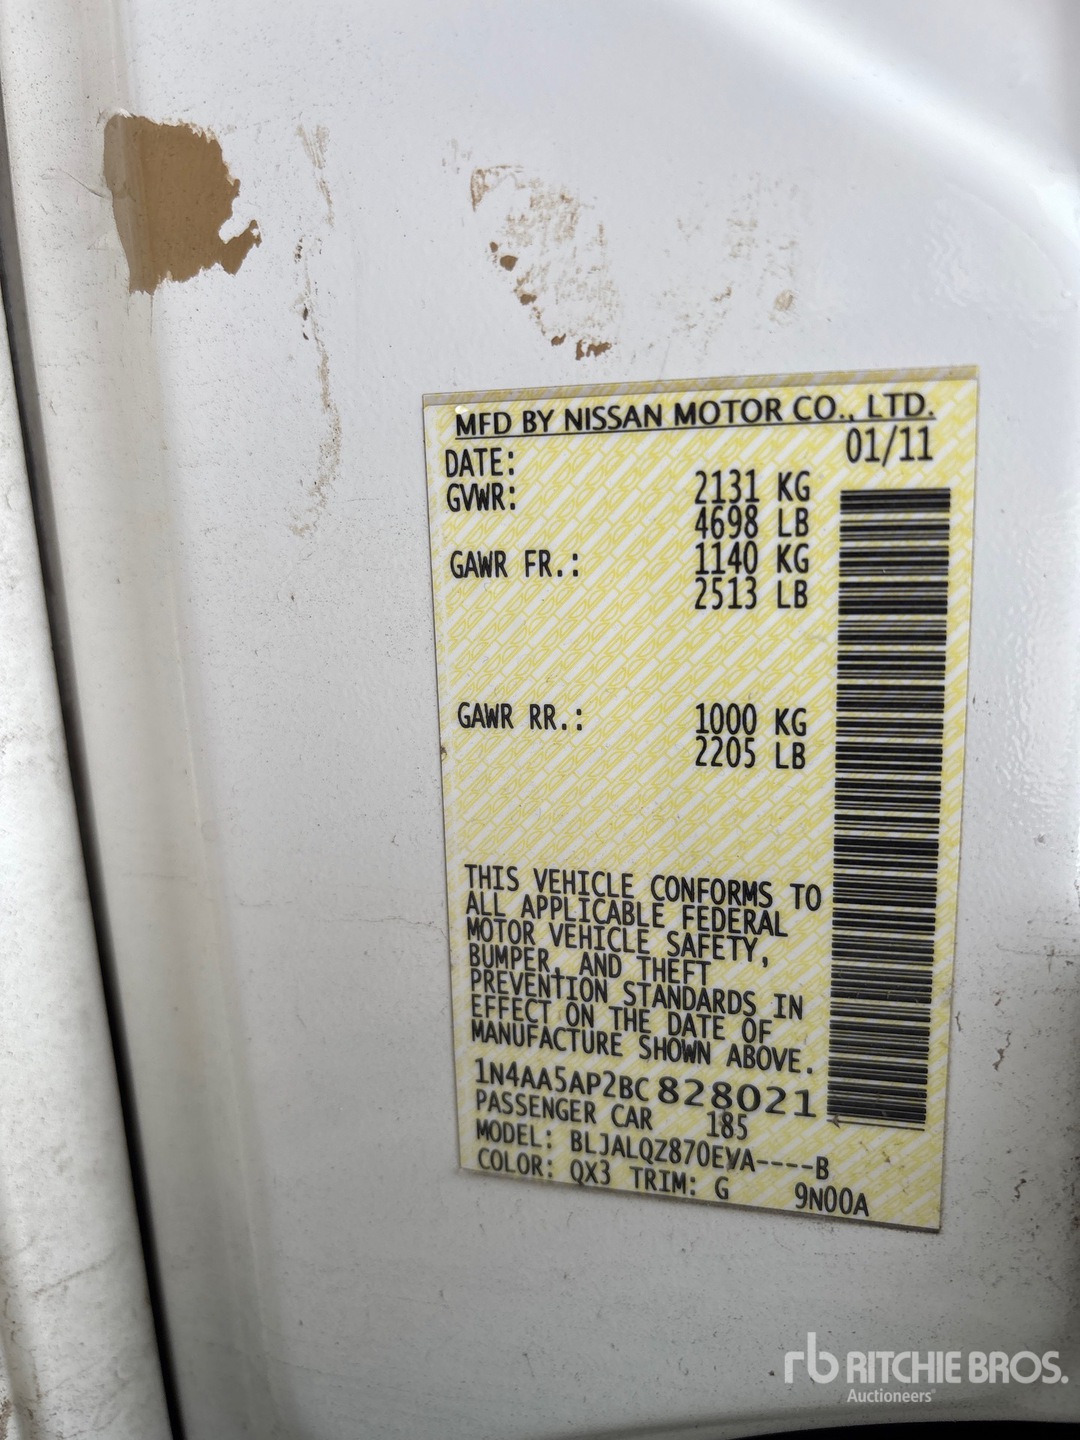 MFD BY NISSAN MOTOR CO., LTD.
DATE: 01/11
GVWR: 2131 KG
4698 LB
GAWR FR.: 1140 KG
2513 LB
GAWR RR.: 1000 KG
2205 LB
THIS VEHICLE CONFORMS TO
ALL APPLICABLE FEDERAL
MOTOR VEHICLE SAFETY,
BUMPER, AND THEFT
PREVENTION STANDARDS IN
EFFECT ON THE DATE OF
MANUFACTURE SHOWN ABOVE.
1N4AA5AP2BC828021
PASSENGER CAR 185
MODEL: BLJALQZ870EVA----B
COLOR: QX3 TRIM: G 9N00A
rb RITCHIE BROS.
Auctioneers